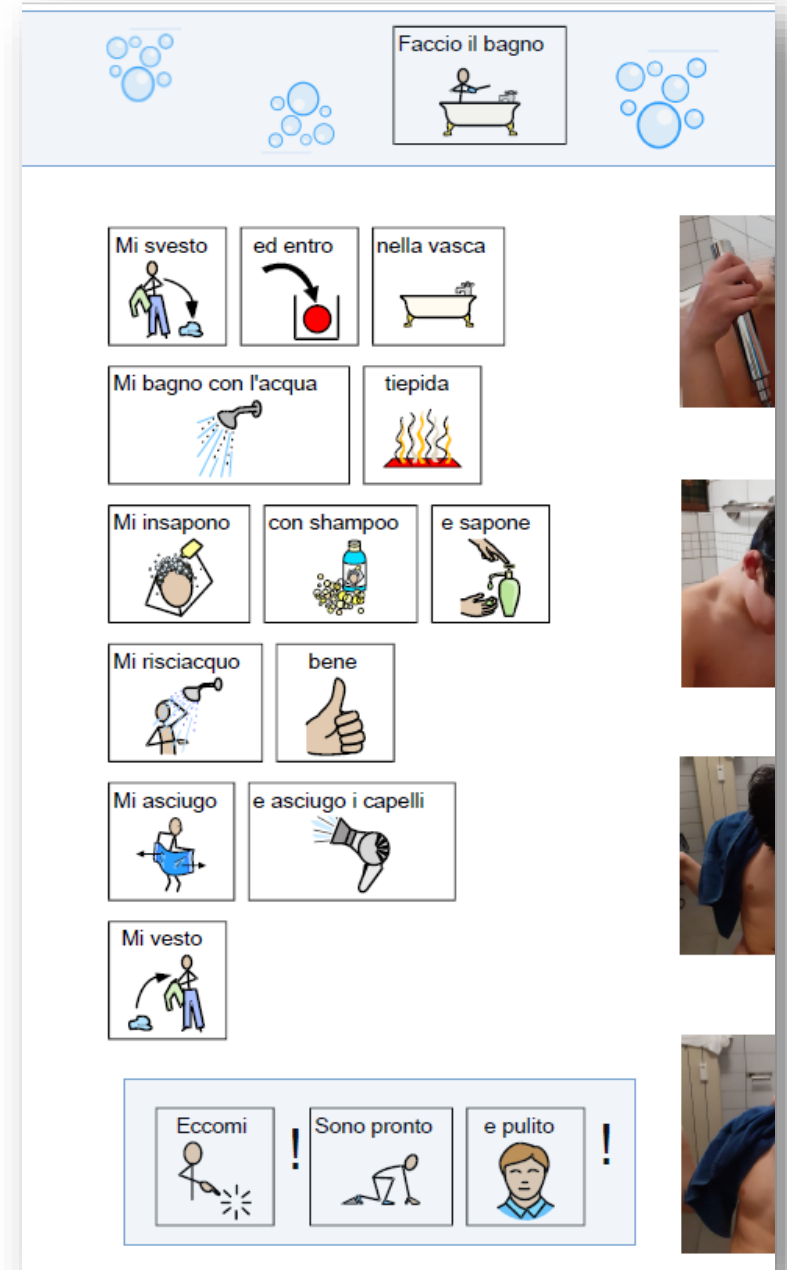 Faccio il bagno
Mi svesto ed entro nella vasca
Mi bagno con l'acqua tiepida
Mi insapono con shampoo e sapone
Mi risciacquo bene
Mi asciugo e asciugo i capelli
Mi vesto
Eccomi ! Sono pronto e pulito !